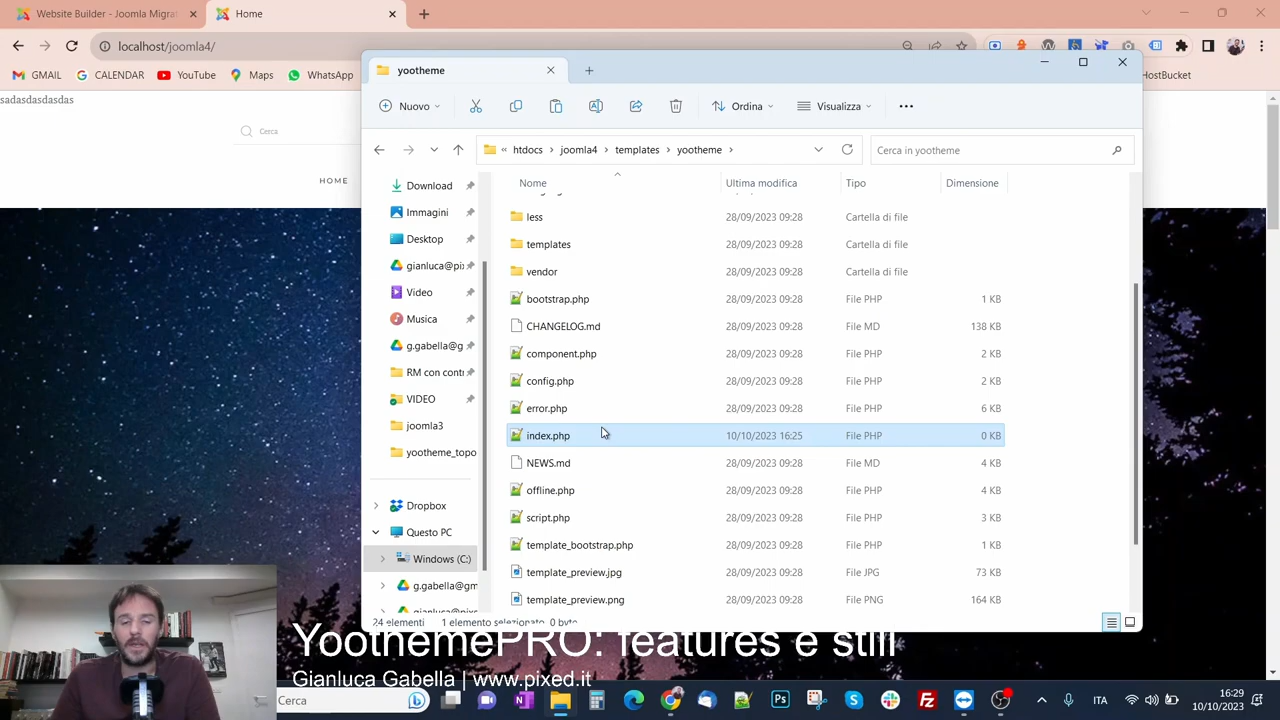 Website Builder - Joomla Migrat
Home
localhost/joomla4/
GMAIL
CALENDAR
YouTube
Maps
WhatsApp
HostBucket
sadasdasdasdas
Cerca
HOME
yootheme
Nuovo
Ordina
Visualizza
« htdocs > joomla4 > templates > yootheme >
Cerca in yootheme
Nome Ultima modifica Tipo Dimensione
Download
Immagini
Desktop
gianluca@pi
Video
Musica
g.gabella@g
RM con contr
VIDEO
joomla3
yootheme_topo
Dropbox
Questo PC
Windows (C:)
g.gabella@gm
less 28/09/2023 09:28 Cartella di file
templates 28/09/2023 09:28 Cartella di file
vendor 28/09/2023 09:28 Cartella di file
bootstrap.php 28/09/2023 09:28 File PHP 1 KB
CHANGELOG.md 28/09/2023 09:28 File MD 138 KB
component.php 28/09/2023 09:28 File PHP 2 KB
config.php 28/09/2023 09:28 File PHP 2 KB
error.php 28/09/2023 09:28 File PHP 6 KB
index.php 10/10/2023 16:25 File PHP 0 KB
NEWS.md 28/09/2023 09:28 File MD 4 KB
offline.php 28/09/2023 09:28 File PHP 4 KB
script.php 28/09/2023 09:28 File PHP 3 KB
template_bootstrap.php 28/09/2023 09:28 File PHP 1 KB
template_preview.jpg 28/09/2023 09:28 File JPG 73 KB
template_preview.png 28/09/2023 09:28 File PNG 164 KB
24 elementi 1 elemento selezionato 0 byte
YoothemePRO: features e stili
Gianluca Gabella | www.pixed.it
Cerca
ITA
16:29
10/10/2023